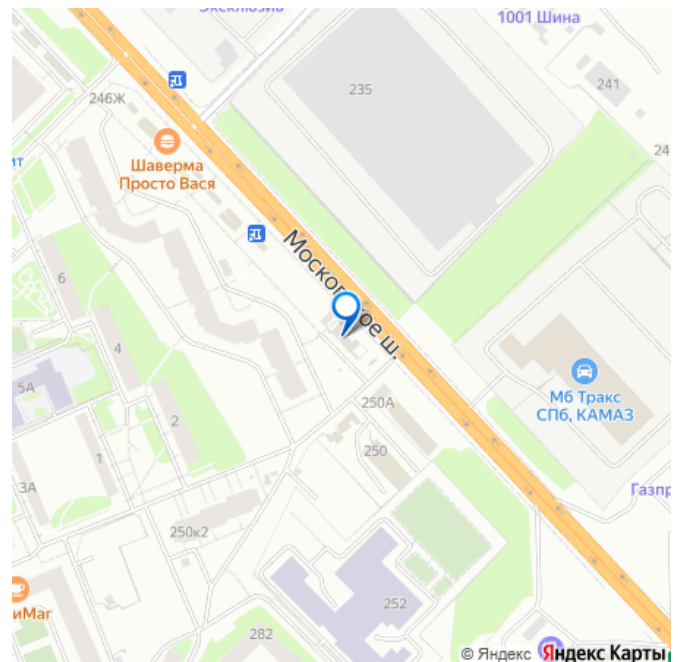 Эксклюзив
1001 Шина
235
241
246Ж
Шаверма
Просто Вася
Московское ш.
6
4
2
5А
1
3А
250А
250
250к2
Мб Тракс
СПб, КАМАЗ
252
282
© Яндекс
Яндекс Карты